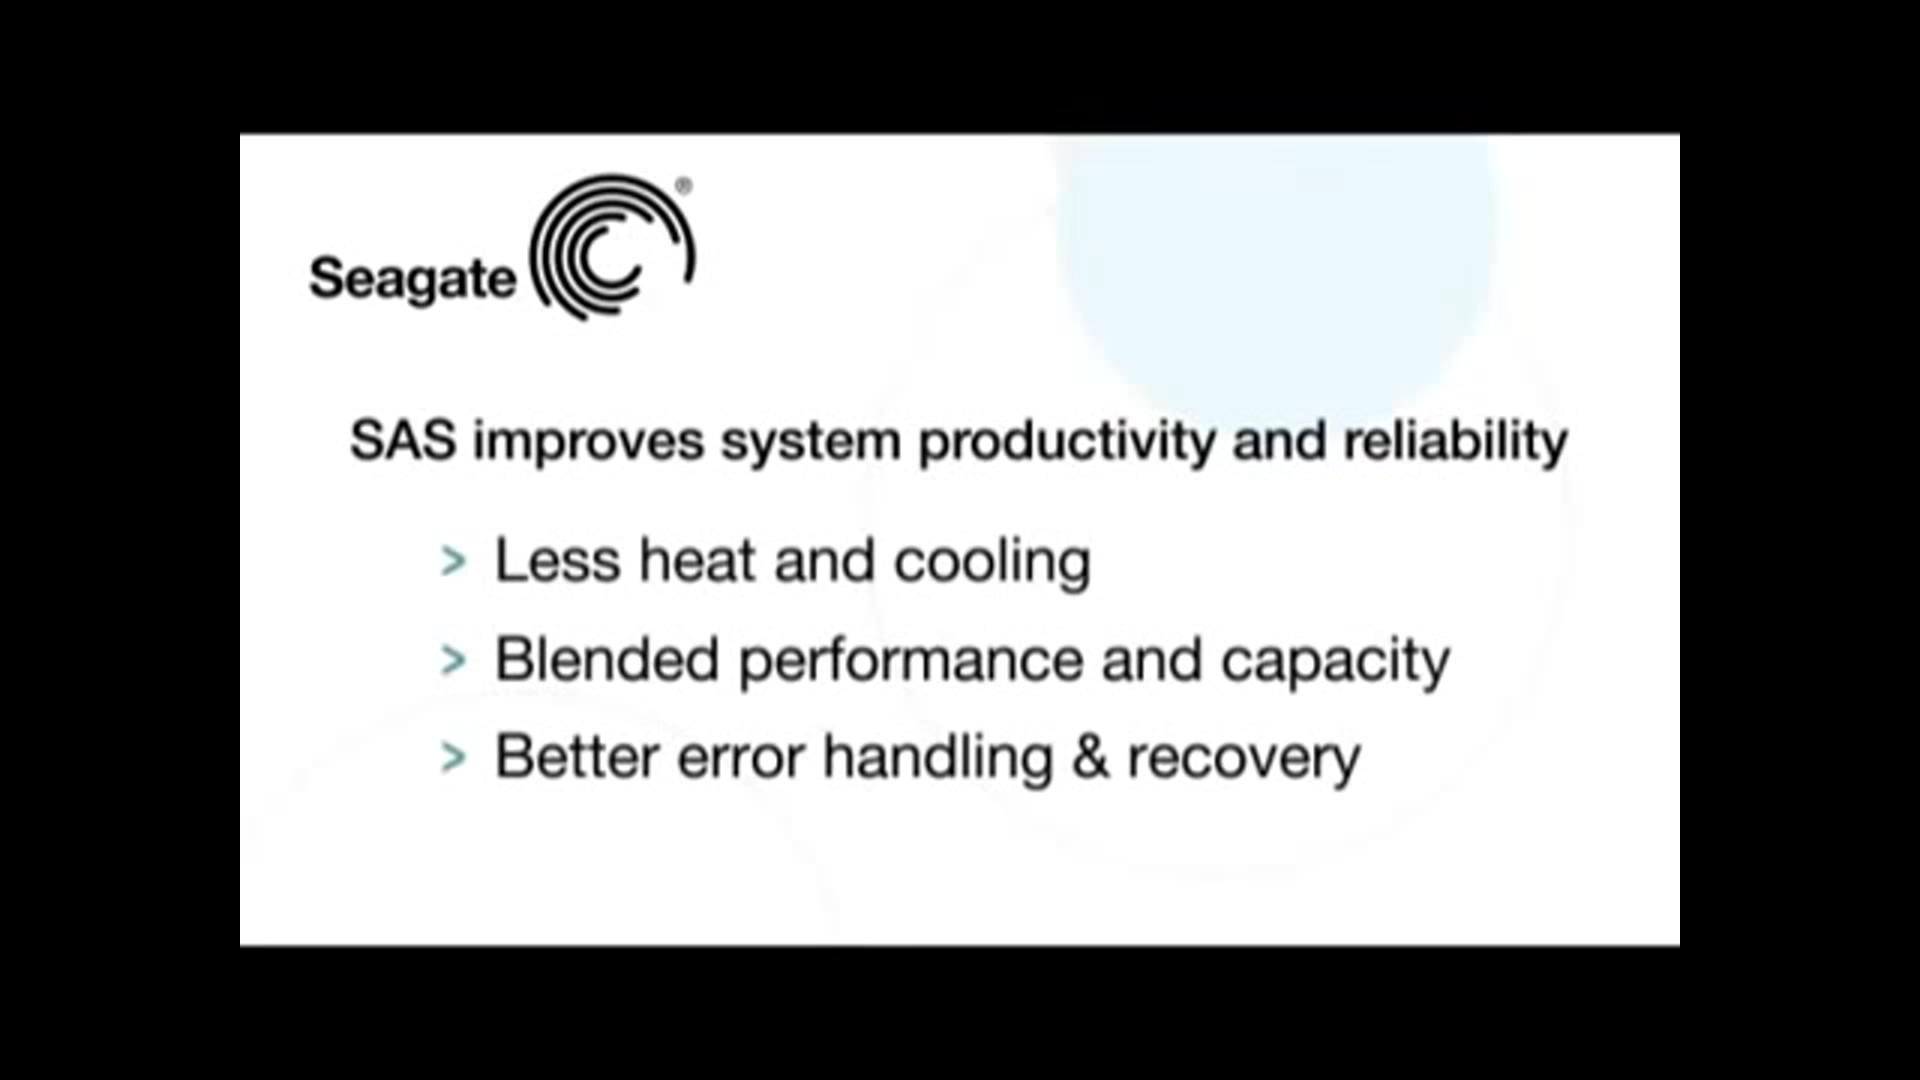 Seagate ®
SAS improves system productivity and reliability
> Less heat and cooling
> Blended performance and capacity
> Better error handling & recovery